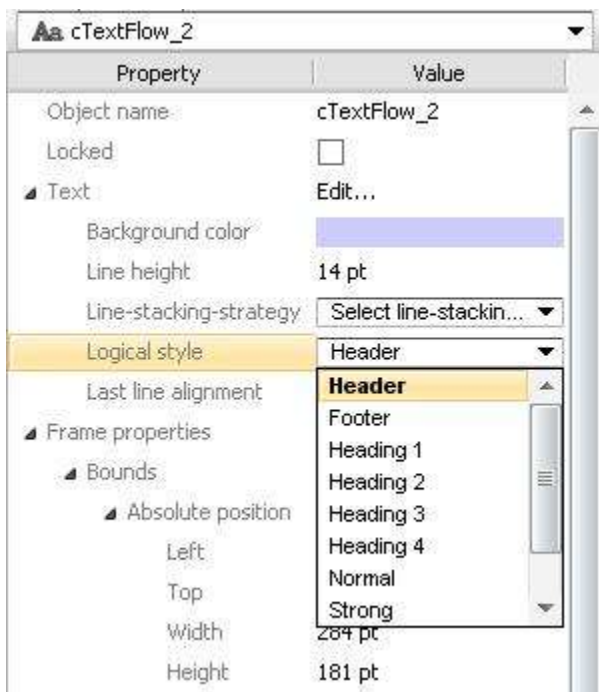 Aa cTextFlow_2
Property Value
Object name cTextFlow_2
Locked
Text Edit...
Background color
Line height 14 pt
Line-stacking-strategy Select line-stackin...
Logical style Header
Last line alignment Header
Footer
Frame properties Heading 1
Bounds Heading 2
Absolute position Heading 3
Left Heading 4
Top Normal
Strong
Width 284 pt
Height 181 pt